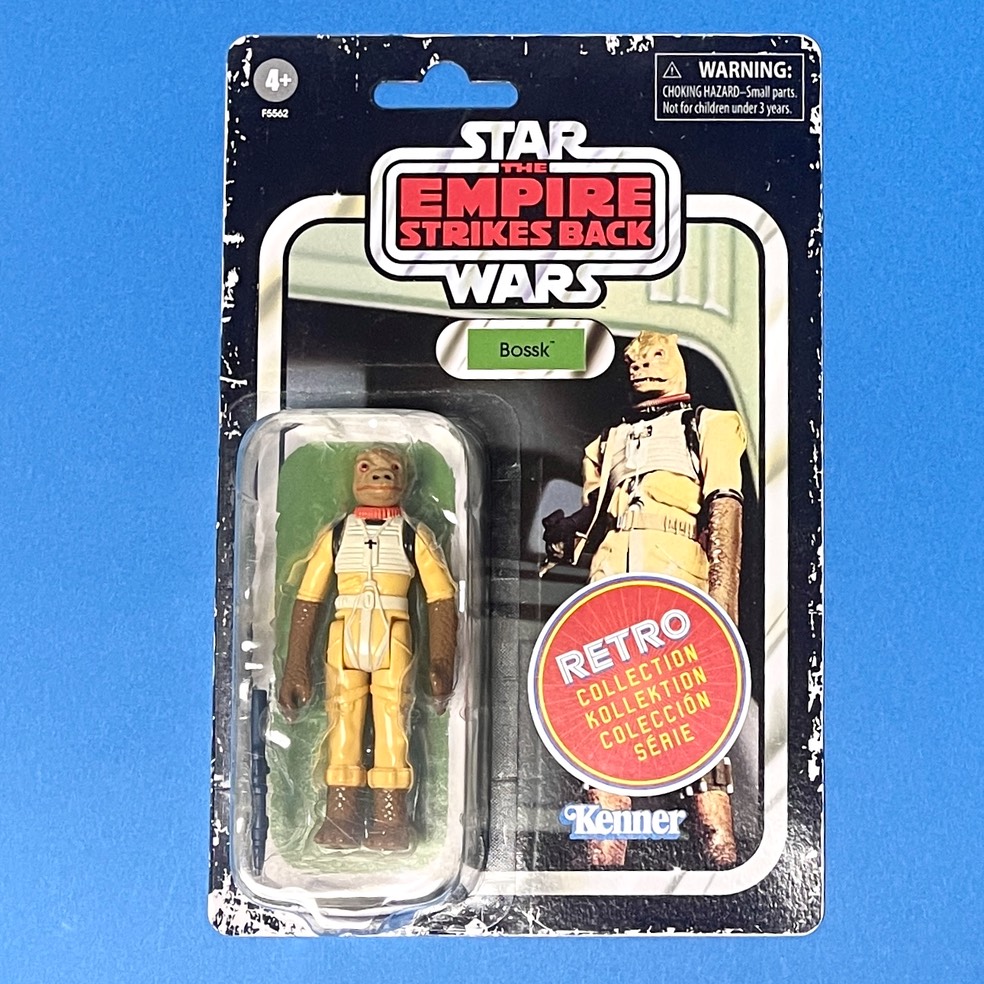 4+
F5562
⚠ WARNING:
CHOKING HAZARD–Small parts.
Not for children under 3 years.
STAR
THE
EMPIRE
STRIKES BACK
WARS
Bossk™
RETRO
COLLECTION
KOLLEKTION
COLECCIÓN
SÉRIE
Kenner